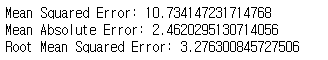 Mean Squared Error: 10.734147231714768
Mean Absolute Error: 2.4620295130714056
Root Mean Squared Error: 3.276300845727506